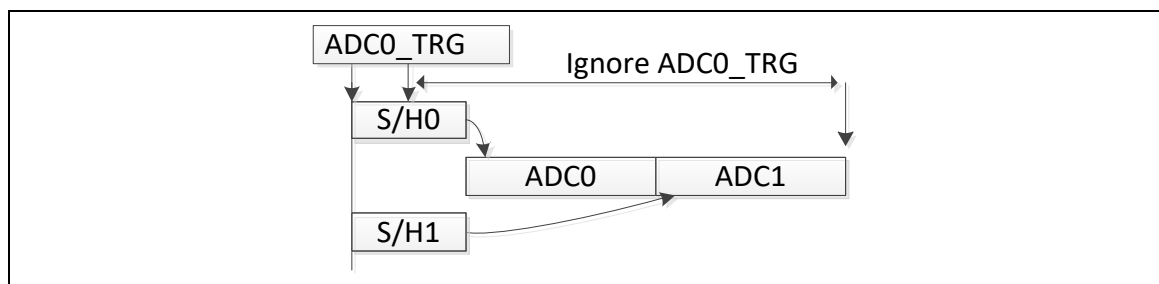 ADC0_TRG
Ignore ADC0_TRG
S/H0
ADC0
ADC1
S/H1